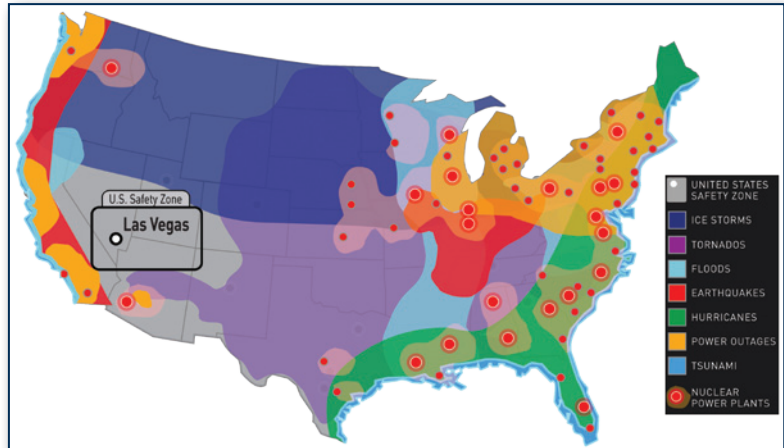 U.S. Safety Zone
Las Vegas
UNITED STATES
SAFETY ZONE
ICE STORMS
TORNADOS
FLOODS
EARTHQUAKES
HURRICANES
POWER OUTAGES
TSUNAMI
NUCLEAR
POWER PLANTS